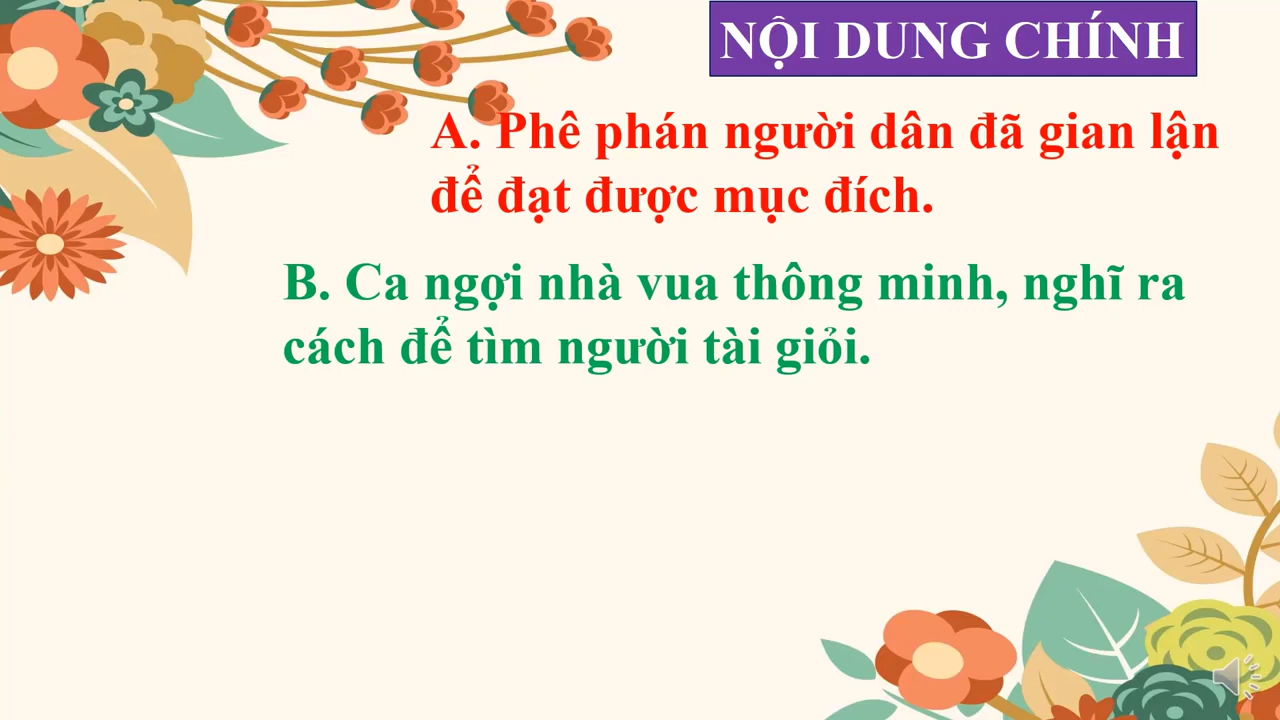 NỘI DUNG CHÍNH
A. Phê phán người dân đã gian lận
để đạt được mục đích.
B. Ca ngợi nhà vua thông minh, nghĩ ra
cách để tìm người tài giỏi.